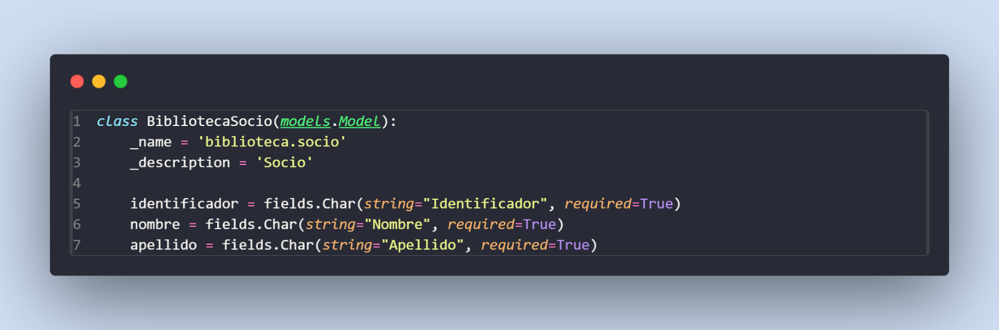 1 class BibliotecaSocio(models.Model):
2     _name = 'biblioteca.socio'
3     _description = 'Socio'
4
5     identificador = fields.Char(string="Identificador", required=True)
6     nombre = fields.Char(string="Nombre", required=True)
7     apellido = fields.Char(string="Apellido", required=True)